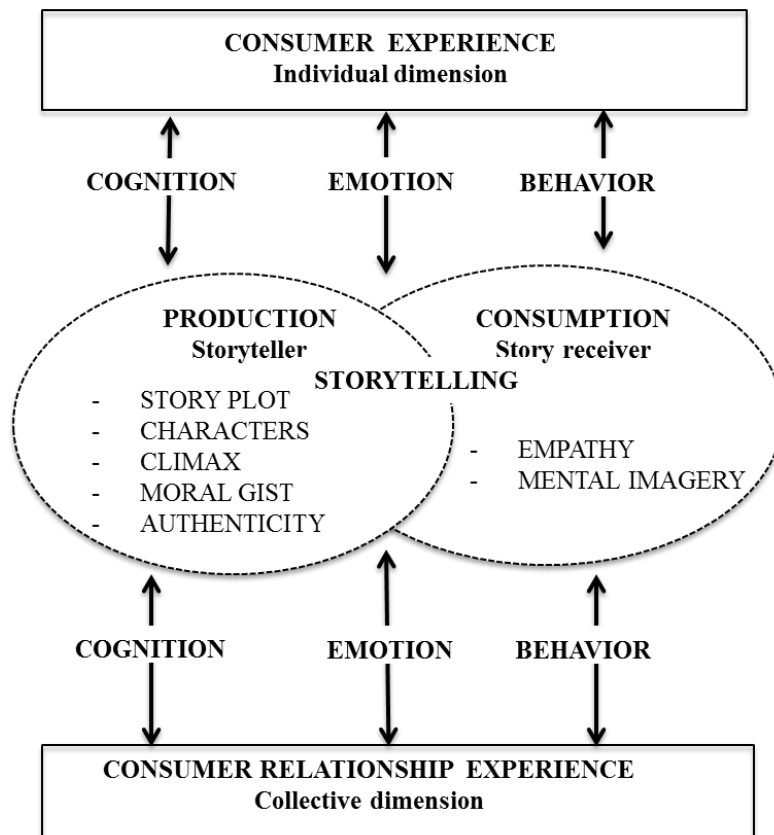 CONSUMER EXPERIENCE
Individual dimension
COGNITION
EMOTION
BEHAVIOR
PRODUCTION
Storyteller
CONSUMPTION
Story receiver
STORYTELLING
- STORY PLOT
- CHARACTERS
- CLIMAX
- MORAL GIST
- AUTHENTICITY
- EMPATHY
- MENTAL IMAGERY
COGNITION
EMOTION
BEHAVIOR
CONSUMER RELATIONSHIP EXPERIENCE
Collective dimension